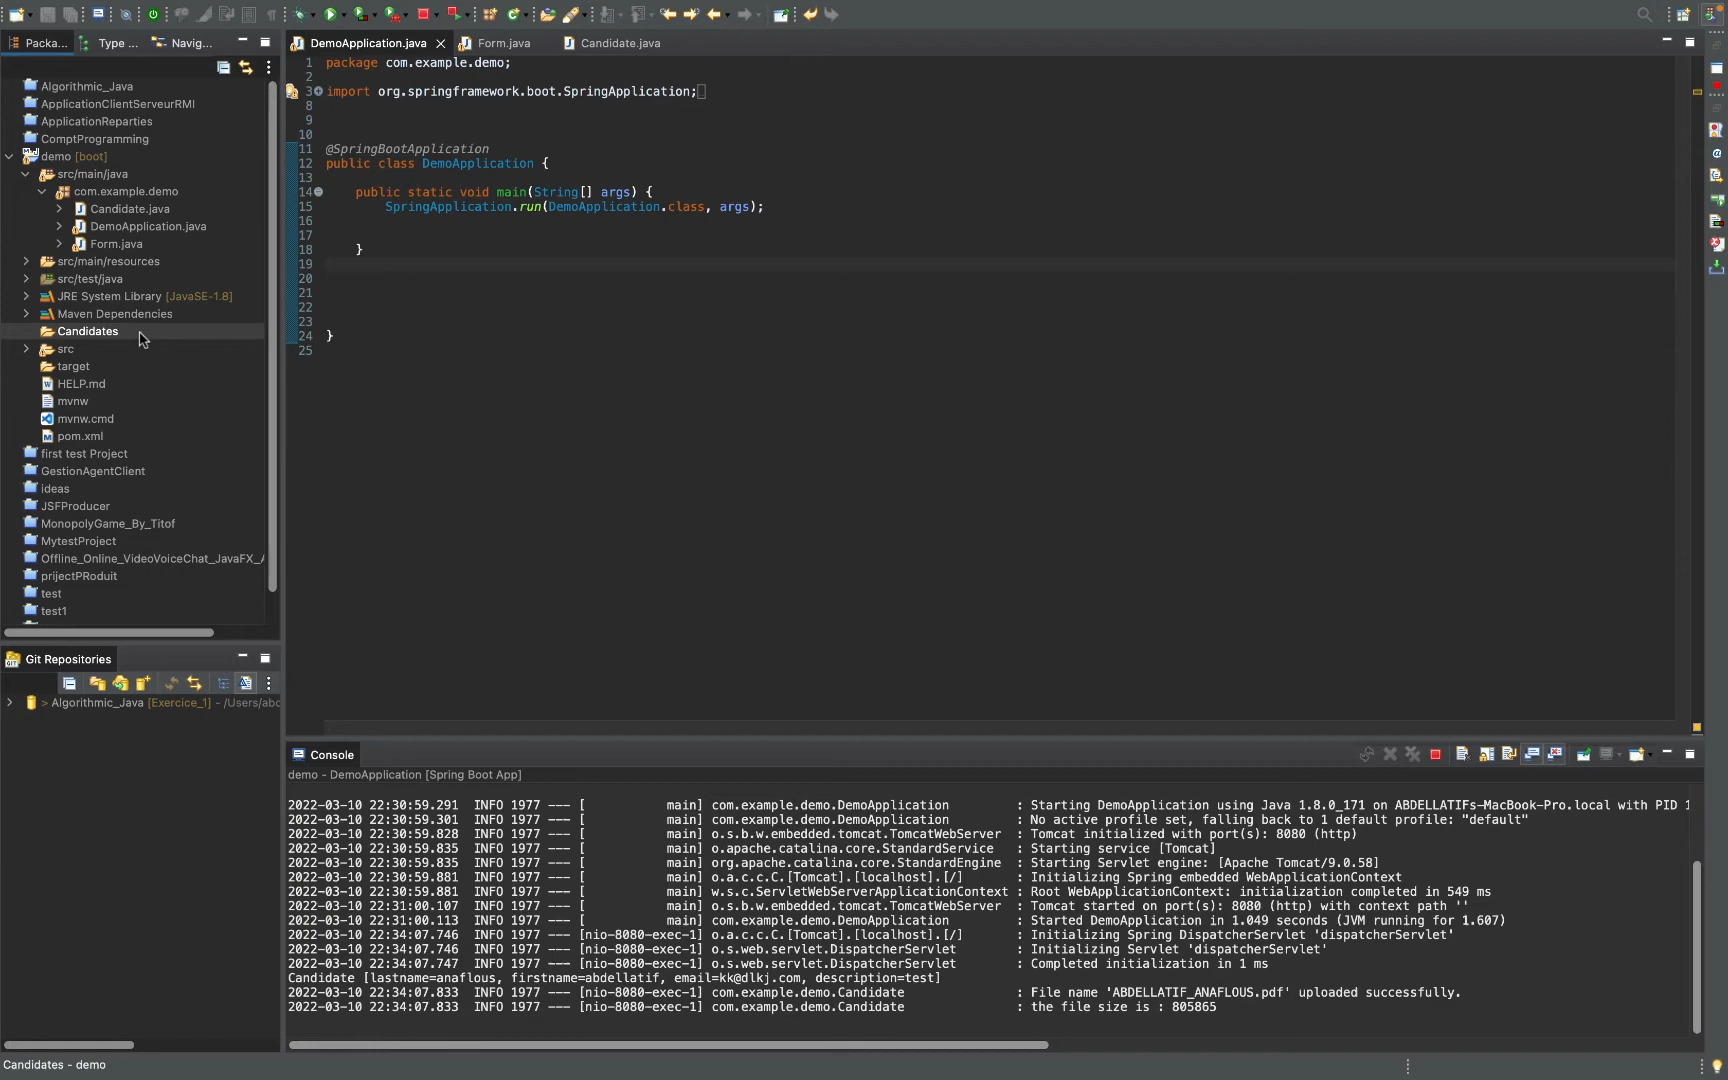 Packa...
Type ...
Navig...
Algorithmic_Java
ApplicationClientServeurRMI
ApplicationReparties
ComptProgramming
demo [boot]
src/main/java
com.example.demo
Candidate.java
DemoApplication.java
Form.java
src/main/resources
src/test/java
JRE System Library [JavaSE-1.8]
Maven Dependencies
Candidates
src
target
HELP.md
mvnw
mvnw.cmd
pom.xml
first test Project
GestionAgentClient
ideas
JSFProducer
MonopolyGame_By_Titof
MytestProject
Offline_Online_VideoVoiceChat_JavaFX_A
prijectPRoduit
test
test1
Git Repositories
> Algorithmic_Java [Exercice_1] - /Users/abd
DemoApplication.java
Form.java
Candidate.java
1 package com.example.demo;
2
3 import org.springframework.boot.SpringApplication;
8
9
10
11 @SpringBootApplication
12 public class DemoApplication {
13
14 public static void main(String[] args) {
15 SpringApplication.run(DemoApplication.class, args);
16
17
18 }
19
20
21
22
23
24 }
25
Console
demo - DemoApplication [Spring Boot App]
2022-03-10 22:30:59.291 INFO 1977 --- [ main] com.example.demo.DemoApplication : Starting DemoApplication using Java 1.8.0_171 on ABDELLATIFs-MacBook-Pro.local with PID 1
2022-03-10 22:30:59.301 INFO 1977 --- [ main] com.example.demo.DemoApplication : No active profile set, falling back to 1 default profile: "default"
2022-03-10 22:30:59.828 INFO 1977 --- [ main] o.s.b.w.embedded.tomcat.TomcatWebServer : Tomcat initialized with port(s): 8080 (http)
2022-03-10 22:30:59.835 INFO 1977 --- [ main] o.apache.catalina.core.StandardService : Starting service [Tomcat]
2022-03-10 22:30:59.835 INFO 1977 --- [ main] org.apache.catalina.core.StandardEngine : Starting Servlet engine: [Apache Tomcat/9.0.58]
2022-03-10 22:30:59.881 INFO 1977 --- [ main] o.a.c.c.C.[Tomcat].[localhost].[/] : Initializing Spring embedded WebApplicationContext
2022-03-10 22:30:59.881 INFO 1977 --- [ main] w.s.c.ServletWebServerApplicationContext : Root WebApplicationContext: initialization completed in 549 ms
2022-03-10 22:31:00.107 INFO 1977 --- [ main] o.s.b.w.embedded.tomcat.TomcatWebServer : Tomcat started on port(s): 8080 (http) with context path ''
2022-03-10 22:31:00.113 INFO 1977 --- [ main] com.example.demo.DemoApplication : Started DemoApplication in 1.049 seconds (JVM running for 1.607)
2022-03-10 22:34:07.746 INFO 1977 --- [nio-8080-exec-1] o.a.c.c.C.[Tomcat].[localhost].[/] : Initializing Spring DispatcherServlet 'dispatcherServlet'
2022-03-10 22:34:07.746 INFO 1977 --- [nio-8080-exec-1] o.s.web.servlet.DispatcherServlet : Initializing Servlet 'dispatcherServlet'
2022-03-10 22:34:07.747 INFO 1977 --- [nio-8080-exec-1] o.s.web.servlet.DispatcherServlet : Completed initialization in 1 ms
Candidate [lastname=anaflous, firstname=abdellatif, email=kk@dlkj.com, description=test]
2022-03-10 22:34:07.833 INFO 1977 --- [nio-8080-exec-1] com.example.demo.Candidate : File name 'ABDELLATIF_ANAFLOUS.pdf' uploaded successfully.
2022-03-10 22:34:07.833 INFO 1977 --- [nio-8080-exec-1] com.example.demo.Candidate : the file size is : 805865
Candidates - demo